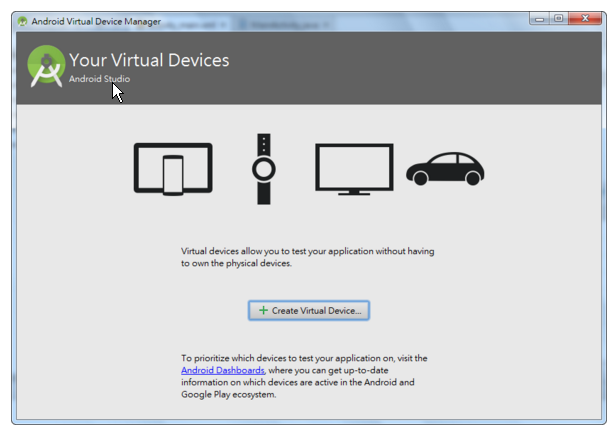 Android Virtual Device Manager
Your Virtual Devices
Android Studio
Virtual devices allow you to test your application without having
to own the physical devices.
+ Create Virtual Device...
To prioritize which devices to test your application on, visit the
Android Dashboards, where you can get up-to-date
information on which devices are active in the Android and
Google Play ecosystem.